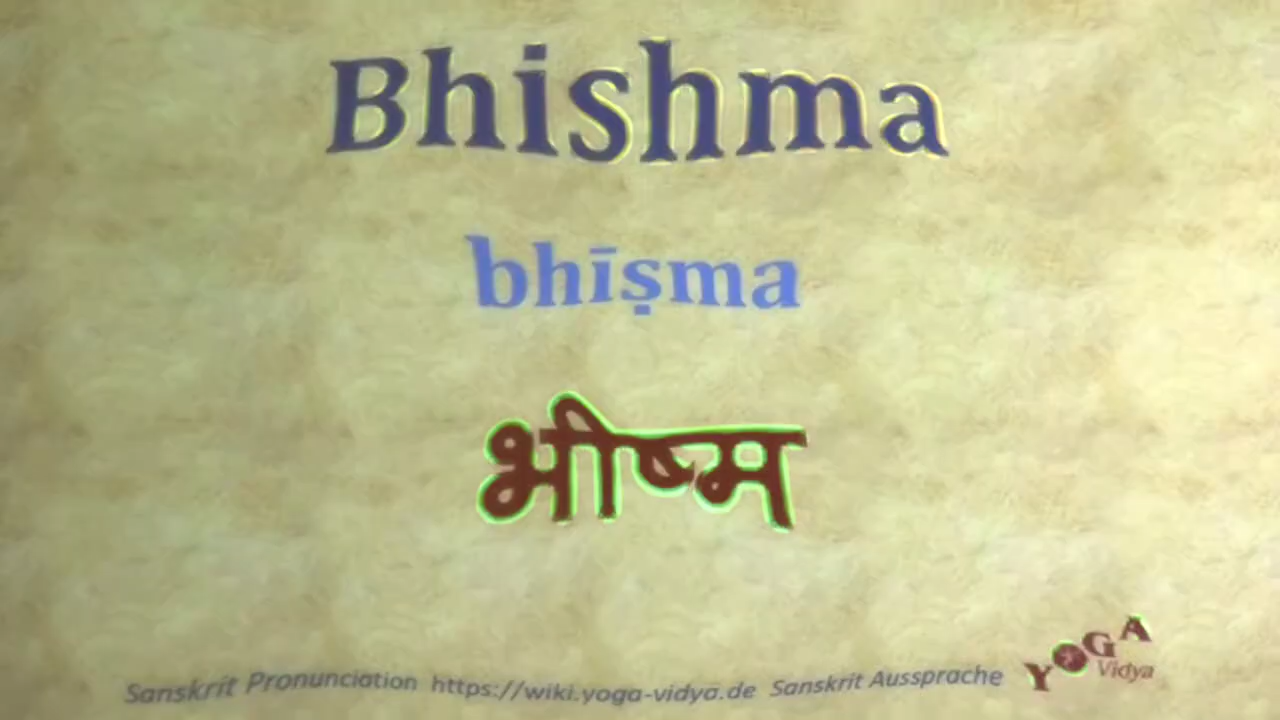 Bhishma
bhīṣma
भीष्म
Sanskrit Pronunciation https://wiki.yoga-vidya.de Sanskrit Aussprache
YOGA
Vidya